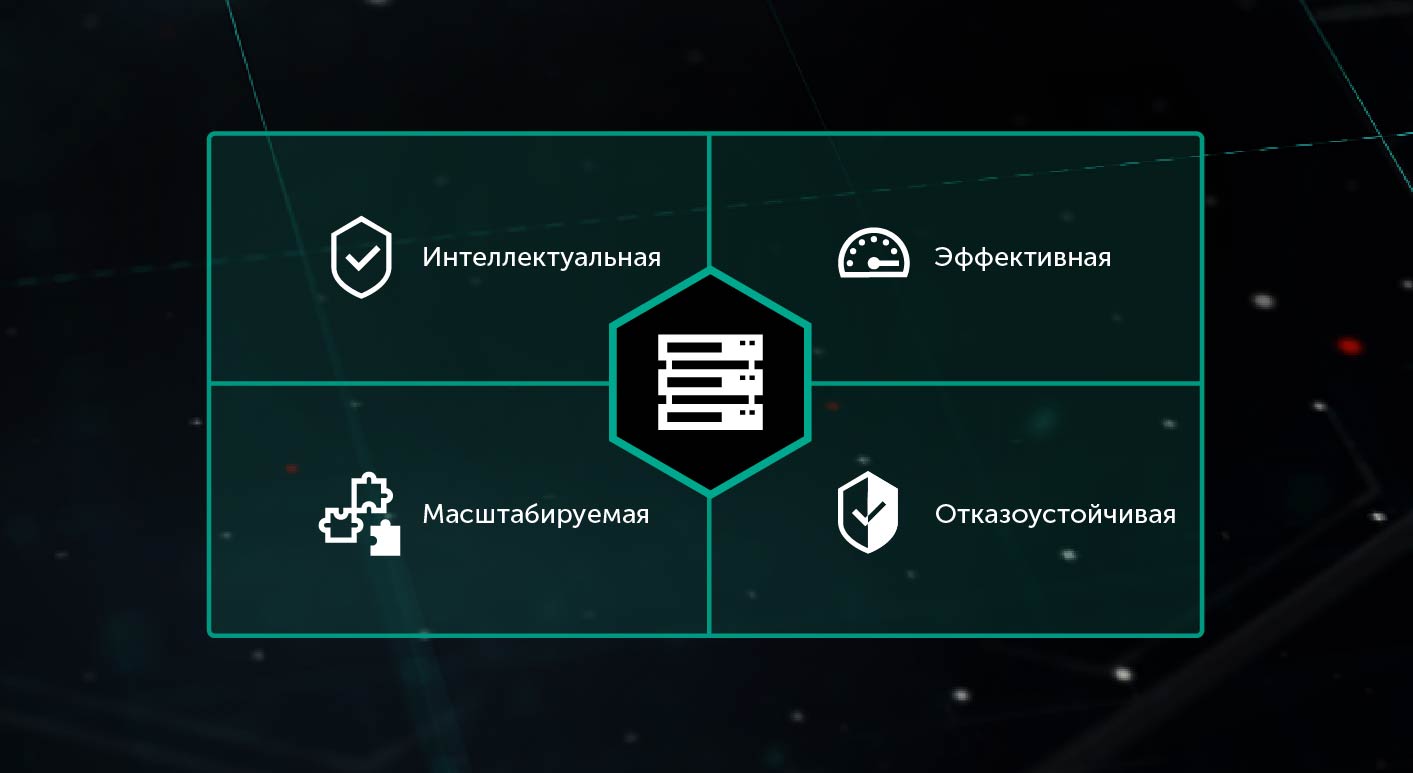 Интеллектуальная
Эффективная
Масштабируемая
Отказоустойчивая